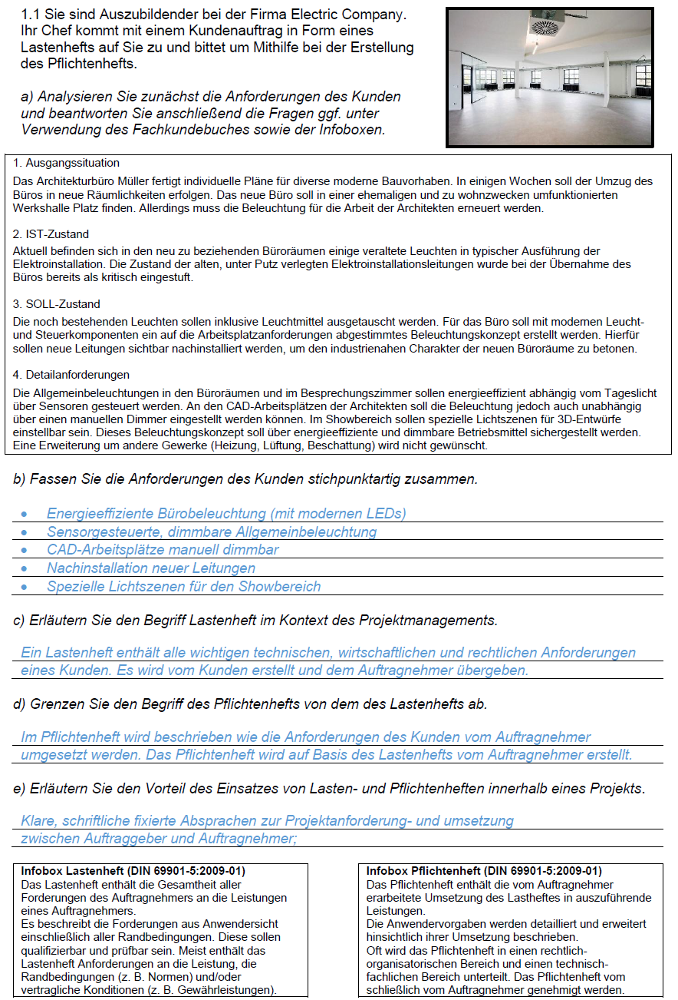 1.1 Sie sind Auszubildender bei der Firma Electric Company.
Ihr Chef kommt mit einem Kundenauftrag in Form eines
Lastenhefts auf Sie zu und bittet um Mithilfe bei der Erstellung
des Pflichtenhefts.
a) Analysieren Sie zunächst die Anforderungen des Kunden
und beantworten Sie anschließend die Fragen ggf. unter
Verwendung des Fachkundebuches sowie der Infoboxen.
1. Ausgangssituation
Das Architekturbüro Müller fertigt individuelle Pläne für diverse moderne Bauvorhaben. In einigen Wochen soll der Umzug des
Büros in neue Räumlichkeiten erfolgen. Das neue Büro soll in einer ehemaligen und zu wohnzwecken umfunktionierten
Werkshalle Platz finden. Allerdings muss die Beleuchtung für die Arbeit der Architekten erneuert werden.
2. IST-Zustand
Aktuell befinden sich in den neu zu beziehenden Büroräumen einige veraltete Leuchten in typischer Ausführung der
Elektroinstallation. Die Zustand der alten, unter Putz verlegten Elektroinstallationsleitungen wurde bei der Übernahme des
Büros bereits als kritisch eingestuft.
3. SOLL-Zustand
Die noch bestehenden Leuchten sollen inklusive Leuchtmittel ausgetauscht werden. Für das Büro soll mit modernen Leucht-
und Steuerkomponenten ein auf die Arbeitsplatzanforderungen abgestimmtes Beleuchtungskonzept erstellt werden. Hierfür
sollen neue Leitungen sichtbar nachinstalliert werden, um den industrienahen Charakter der neuen Büroräume zu betonen.
4. Detailanforderungen
Die Allgemeinbeleuchtungen in den Büroräumen und im Besprechungszimmer sollen energieeffizient abhängig vom Tageslicht
über Sensoren gesteuert werden. An den CAD-Arbeitsplätzen der Architekten soll die Beleuchtung jedoch auch unabhängig
über einen manuellen Dimmer eingestellt werden können. Im Showbereich sollen spezielle Lichtszenen für 3D-Entwürfe
einstellbar sein. Dieses Beleuchtungskonzept soll über energieeffiziente und dimmbare Betriebsmittel sichergestellt werden.
Eine Erweiterung um andere Gewerke (Heizung, Lüftung, Beschattung) wird nicht gewünscht.
b) Fassen Sie die Anforderungen des Kunden stichpunktartig zusammen.
• Energieeffiziente Bürobeleuchtung (mit modernen LEDs)
• Sensorgesteuerte, dimmbare Allgemeinbeleuchtung
• CAD-Arbeitsplätze manuell dimmbar
• Nachinstallation neuer Leitungen
• Spezielle Lichtszenen für den Showbereich
c) Erläutern Sie den Begriff Lastenheft im Kontext des Projektmanagements.
Ein Lastenheft enthält alle wichtigen technischen, wirtschaftlichen und rechtlichen Anforderungen
eines Kunden. Es wird vom Kunden erstellt und dem Auftragnehmer übergeben.
d) Grenzen Sie den Begriff des Pflichtenhefts von dem des Lastenhefts ab.
Im Pflichtenheft wird beschrieben wie die Anforderungen des Kunden vom Auftragnehmer
umgesetzt werden. Das Pflichtenheft wird auf Basis des Lastenhefts vom Auftragnehmer erstellt.
e) Erläutern Sie den Vorteil des Einsatzes von Lasten- und Pflichtenheften innerhalb eines Projekts.
Klare, schriftliche fixierte Absprachen zur Projektanforderung- und umsetzung
zwischen Auftraggeber und Auftragnehmer;
Infobox Lastenheft (DIN 69901-5:2009-01)
Das Lastenheft enthält die Gesamtheit aller
Forderungen des Auftragnehmers an die Leistungen
eines Auftragnehmers.
Es beschreibt die Forderungen aus Anwendersicht
einschließlich aller Randbedingungen. Diese sollen
qualifizierbar und prüfbar sein. Meist enthält das
Lastenheft Anforderungen an die Leistung, die
Randbedingungen (z. B. Normen) und/oder
vertragliche Konditionen (z. B. Gewährleistungen).
Infobox Pflichtenheft (DIN 69901-5:2009-01)
Das Pflichtenheft enthält die vom Auftragnehmer
erarbeitete Umsetzung des Lastheftes in auszuführende
Leistungen.
Die Anwendervorgaben werden detailliert und erweitert
hinsichtlich ihrer Umsetzung beschrieben.
Oft wird das Pflichtenheft in einen rechtlich-
organisatorischen Bereich und einen technisch-
fachlichen Bereich unterteilt. Das Pflichtenheft vom
schließlich vom Auftragnehmer genehmigt werden.